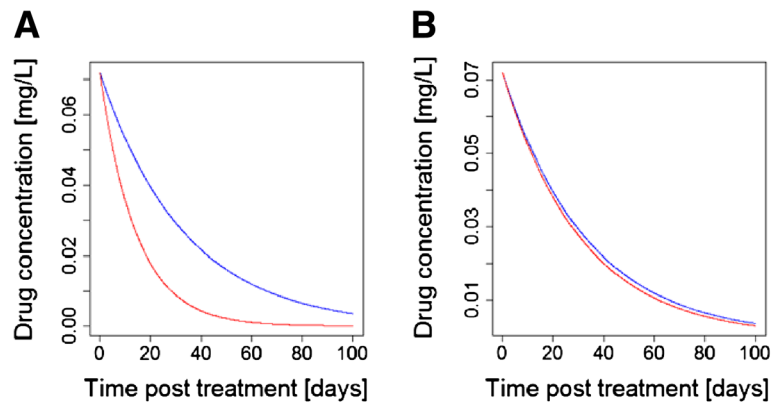 A
B
Drug concentration [mg/L]
0.06
0.04
0.02
0.00
0 20 40 60 80 100
Time post treatment [days]
Drug concentration [mg/L]
0.07
0.05
0.03
0.01
0 20 40 60 80 100
Time post treatment [days]